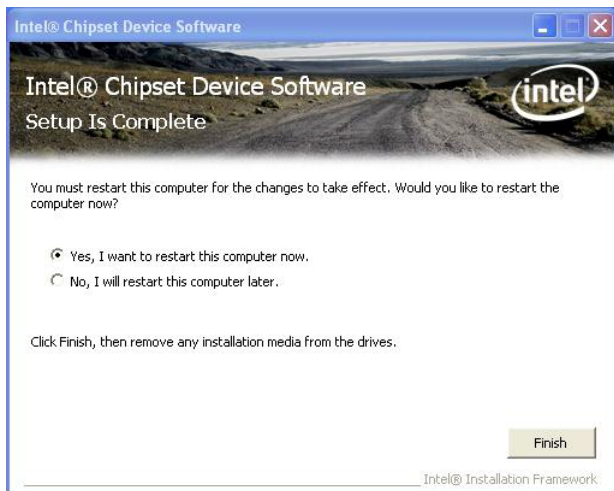 Intel® Chipset Device Software
Intel® Chipset Device Software
Setup Is Complete
intel
You must restart this computer for the changes to take effect. Would you like to restart the
computer now?
Yes, I want to restart this computer now.
No, I will restart this computer later.
Click Finish, then remove any installation media from the drives.
Finish
Intel® Installation Framework